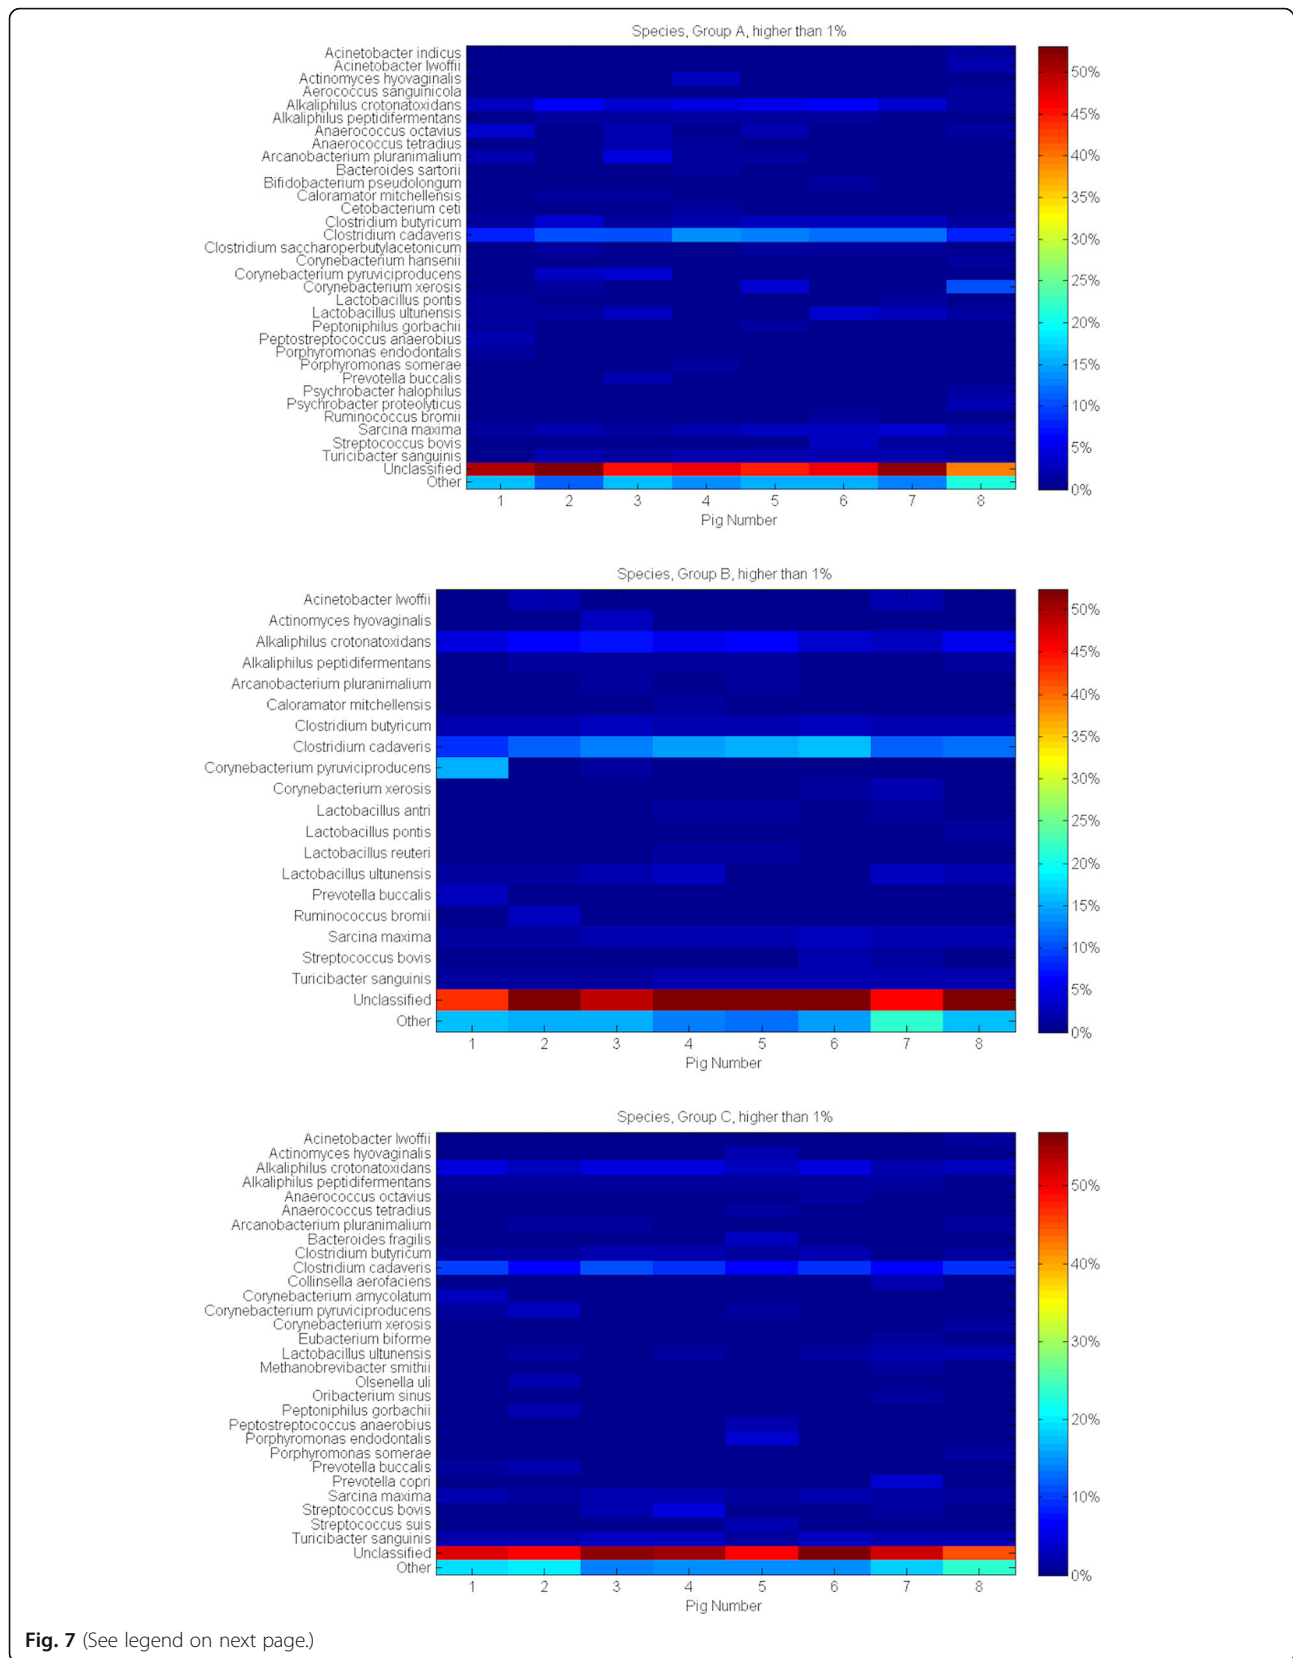 Species, Group A, higher than 1%
Acinetobacter indicus
Acinetobacter lwoffii
Actinomyces hyovaginalis
Aerococcus sanguinicola
Alkaliphilus crotonatoxidans
Alkaliphilus peptidifermentans
Anaerococcus octavius
Anaerococcus tetradius
Arcanobacterium pluranimalium
Bacteroides sartorii
Bifidobacterium pseudolongum
Caloramator mitchellensis
Cetobacterium ceti
Clostridium butyricum
Clostridium cadaveris
Clostridium saccharoperbutylacetonicum
Corynebacterium hansenii
Corynebacterium pyruviciproducens
Corynebacterium xerosis
Lactobacillus pontis
Lactobacillus ultunensis
Peptoniphilus gorbachii
Peptostreptococcus anaerobius
Porphyromonas endodontalis
Porphyromonas somerae
Prevotella buccalis
Psychrobacter halophilus
Psychrobacter proteolyticus
Ruminococcus bromii
Sarcina maxima
Streptococcus bovis
Turicibacter sanguinis
Unclassified
Other
1 2 3 4 5 6 7 8
Pig Number
50%
45%
40%
35%
30%
25%
20%
15%
10%
5%
0%
Species, Group B, higher than 1%
Acinetobacter lwoffii
Actinomyces hyovaginalis
Alkaliphilus crotonatoxidans
Alkaliphilus peptidifermentans
Arcanobacterium pluranimalium
Caloramator mitchellensis
Clostridium butyricum
Clostridium cadaveris
Corynebacterium pyruviciproducens
Corynebacterium xerosis
Lactobacillus antri
Lactobacillus pontis
Lactobacillus reuteri
Lactobacillus ultunensis
Prevotella buccalis
Ruminococcus bromii
Sarcina maxima
Streptococcus bovis
Turicibacter sanguinis
Unclassified
Other
1 2 3 4 5 6 7 8
Pig Number
50%
45%
40%
35%
30%
25%
20%
15%
10%
5%
0%
Species, Group C, higher than 1%
Acinetobacter lwoffii
Actinomyces hyovaginalis
Alkaliphilus crotonatoxidans
Alkaliphilus peptidifermentans
Anaerococcus octavius
Anaerococcus tetradius
Arcanobacterium pluranimalium
Bacteroides fragilis
Clostridium butyricum
Clostridium cadaveris
Collinsella aerofaciens
Corynebacterium amycolatum
Corynebacterium pyruviciproducens
Corynebacterium xerosis
Eubacterium biforme
Lactobacillus ultunensis
Methanobrevibacter smithii
Olsenella uli
Oribacterium sinus
Peptoniphilus gorbachii
Peptostreptococcus anaerobius
Porphyromonas endodontalis
Porphyromonas somerae
Prevotella buccalis
Prevotella copri
Sarcina maxima
Streptococcus bovis
Streptococcus suis
Turicibacter sanguinis
Unclassified
Other
1 2 3 4 5 6 7 8
Pig Number
50%
40%
30%
20%
10%
0%
Fig. 7 (See legend on next page.)